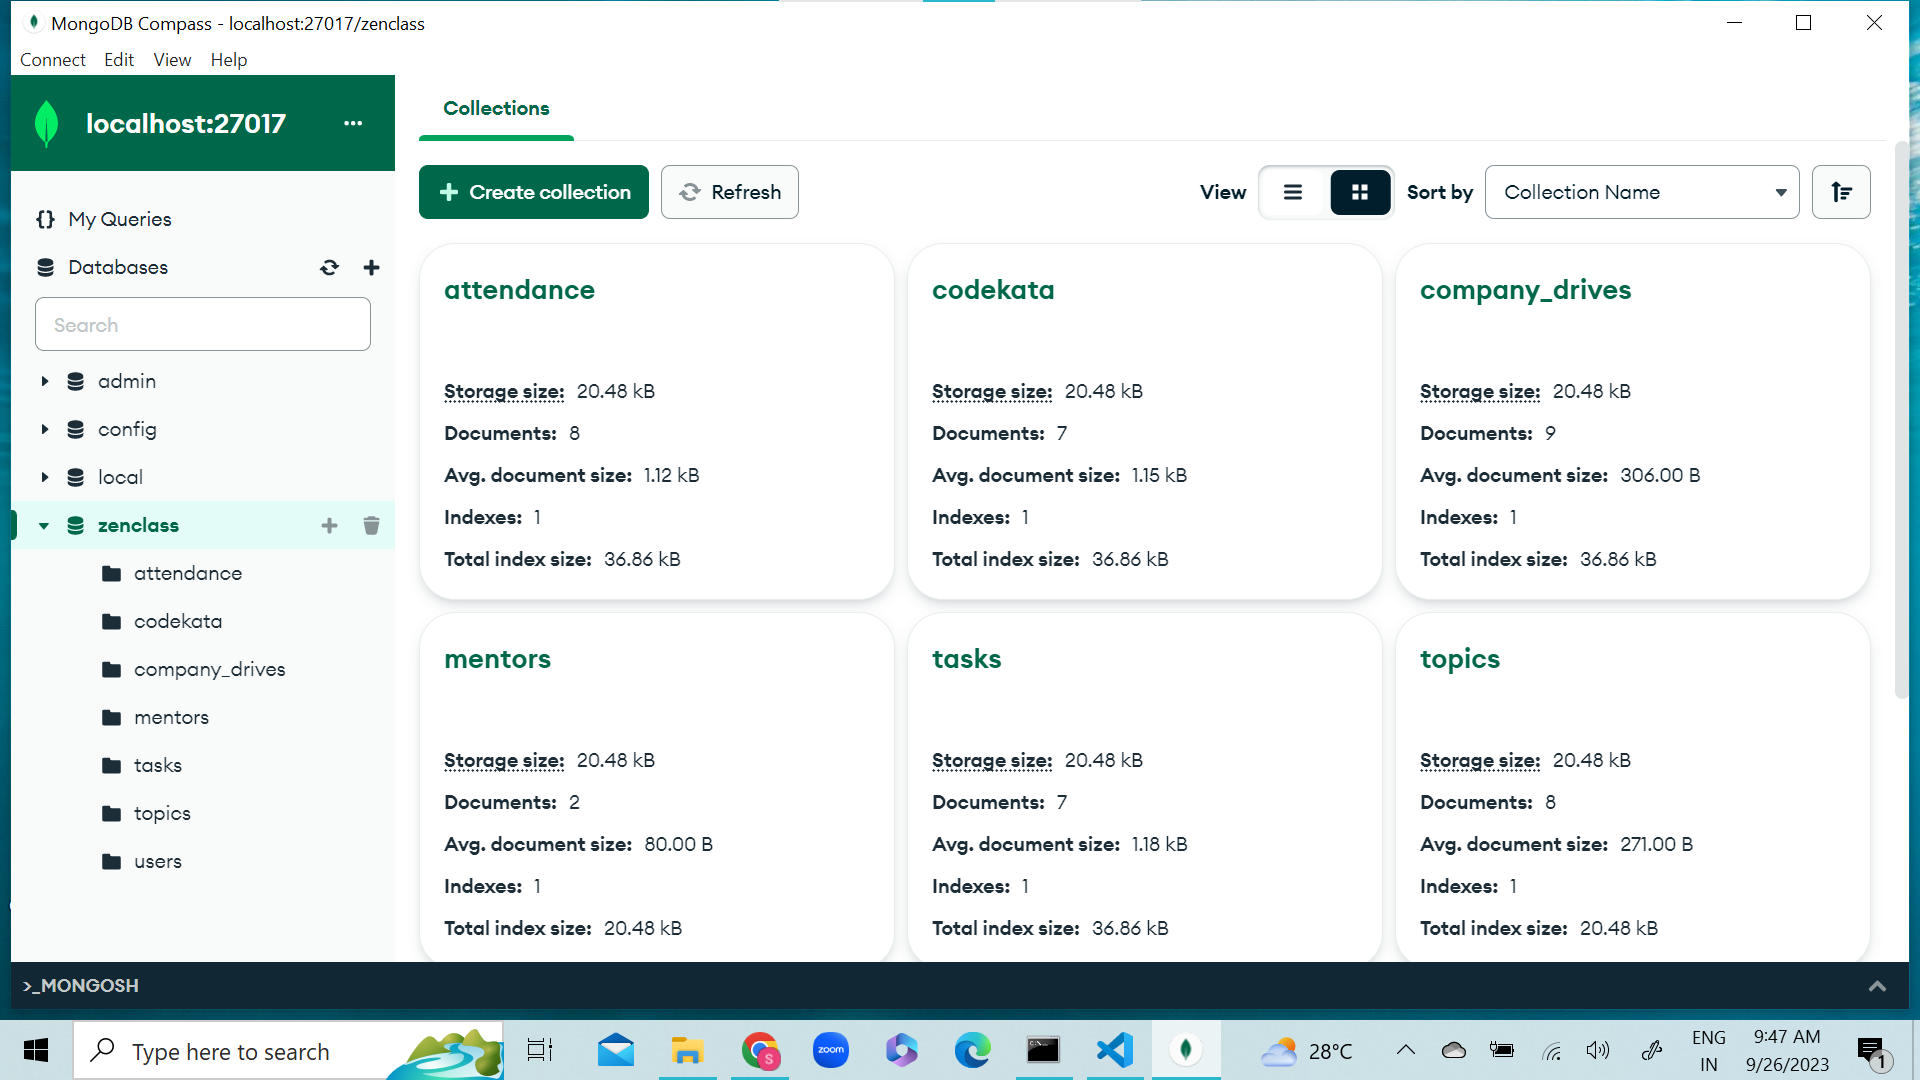 MongoDB Compass - localhost:27017/zenclass
Connect Edit View Help
localhost:27017
...
My Queries
Databases
Search
admin
config
local
zenclass
attendance
codekata
company_drives
mentors
tasks
topics
users
Collections
Create collection
Refresh
View
Sort by
Collection Name
attendance
Storage size: 20.48 kB
Documents: 8
Avg. document size: 1.12 kB
Indexes: 1
Total index size: 36.86 kB
codekata
Storage size: 20.48 kB
Documents: 7
Avg. document size: 1.15 kB
Indexes: 1
Total index size: 36.86 kB
company_drives
Storage size: 20.48 kB
Documents: 9
Avg. document size: 306.00 B
Indexes: 1
Total index size: 36.86 kB
mentors
Storage size: 20.48 kB
Documents: 2
Avg. document size: 80.00 B
Indexes: 1
Total index size: 20.48 kB
tasks
Storage size: 20.48 kB
Documents: 7
Avg. document size: 1.18 kB
Indexes: 1
Total index size: 36.86 kB
topics
Storage size: 20.48 kB
Documents: 8
Avg. document size: 271.00 B
Indexes: 1
Total index size: 20.48 kB
>_MONGOSH
Type here to search
S
zoom
28°C
ENG
IN
9:47 AM
9/26/2023
1